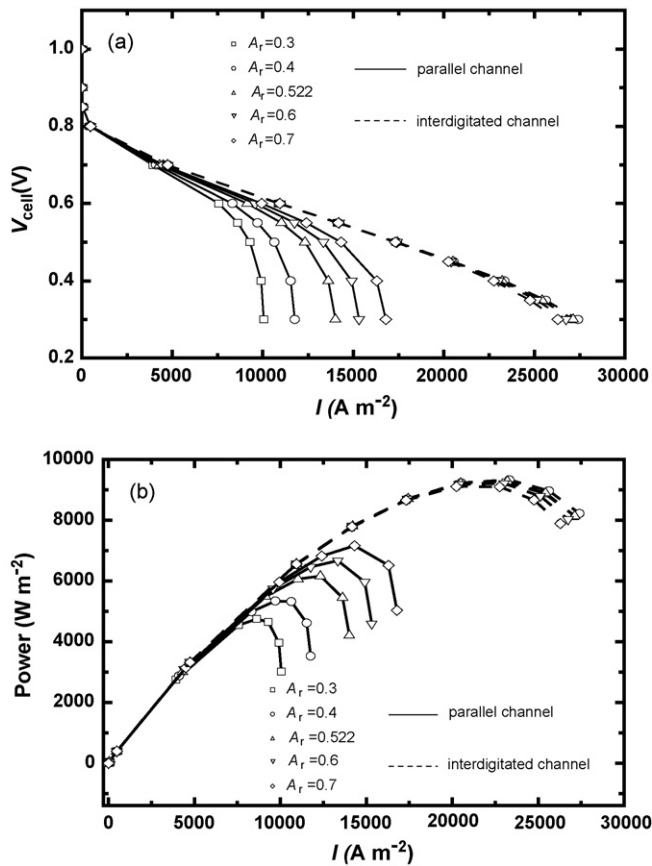 (a)
A_r=0.3
A_r=0.4
A_r=0.522
A_r=0.6
A_r=0.7
parallel channel
interdigitated channel
V_cell(V)
1.0
0.8
0.6
0.4
0.2
0 5000 10000 15000 20000 25000 30000
I (A m⁻²)
(b)
Power (W m⁻²)
10000
8000
6000
4000
2000
0
A_r=0.3
A_r=0.4
A_r=0.522
A_r=0.6
A_r=0.7
parallel channel
interdigitated channel
0 5000 10000 15000 20000 25000 30000
I (A m⁻²)